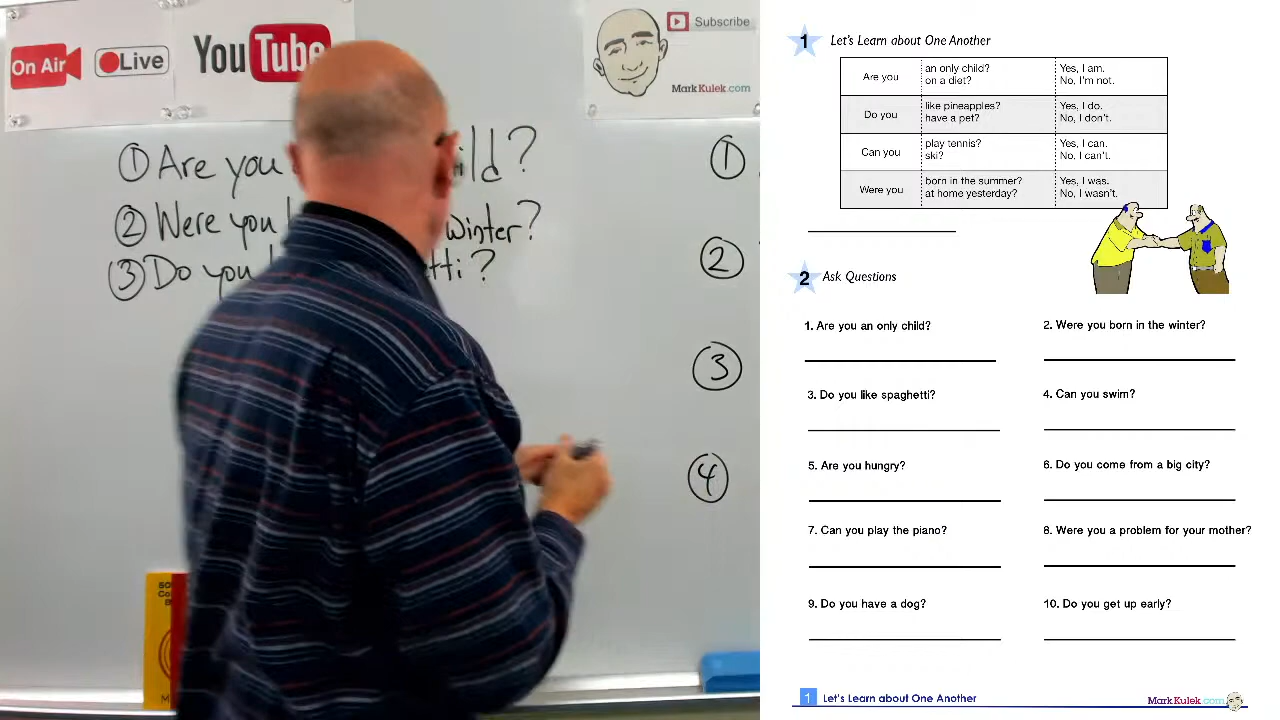 On Air
Live
YouTube
Subscribe
MarkKulek.com
① Are you ild?
② Were you winter?
③ Do you tti?
①
②
③
④
1 Let's Learn about One Another
Are you an only child? Yes, I am.
on a diet? No, I'm not.
Do you like pineapples? Yes, I do.
have a pet? No, I don't.
Can you play tennis? Yes, I can.
ski? No, I can't.
Were you born in the summer? Yes, I was.
at home yesterday? No, I wasn't.
2 Ask Questions
1. Are you an only child?
2. Were you born in the winter?
3. Do you like spaghetti?
4. Can you swim?
5. Are you hungry?
6. Do you come from a big city?
7. Can you play the piano?
8. Were you a problem for your mother?
9. Do you have a dog?
10. Do you get up early?
1 Let's Learn about One Another
MarkKulek.com